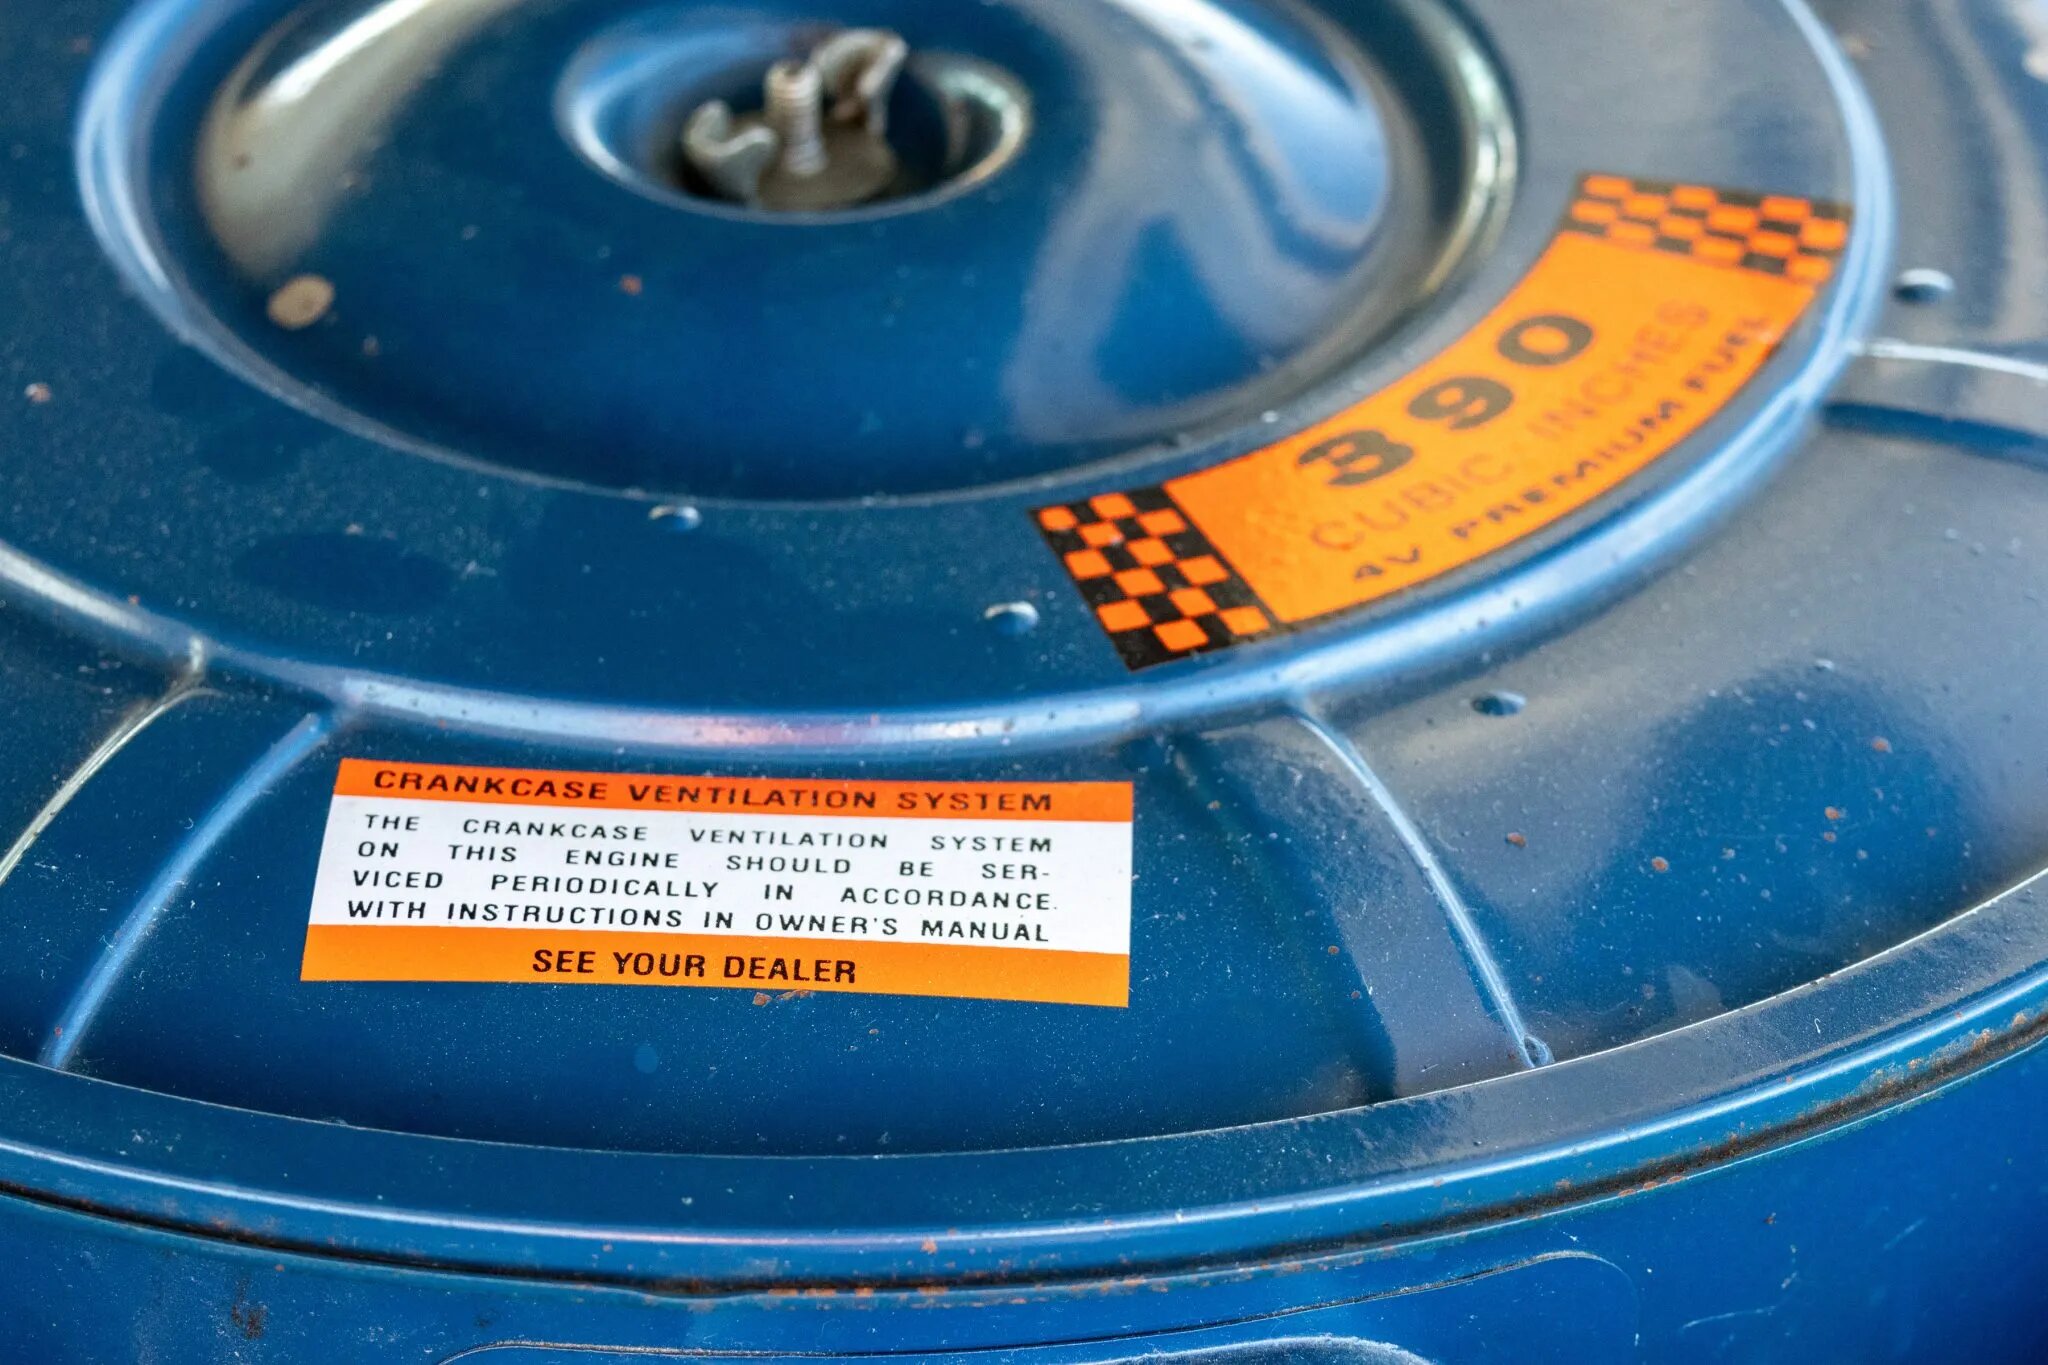 390
CUBIC INCHES
4V PREMIUM FUEL
CRANKCASE VENTILATION SYSTEM
THE CRANKCASE VENTILATION SYSTEM
ON THIS ENGINE SHOULD BE SER-
VICED PERIODICALLY IN ACCORDANCE
WITH INSTRUCTIONS IN OWNER'S MANUAL
SEE YOUR DEALER